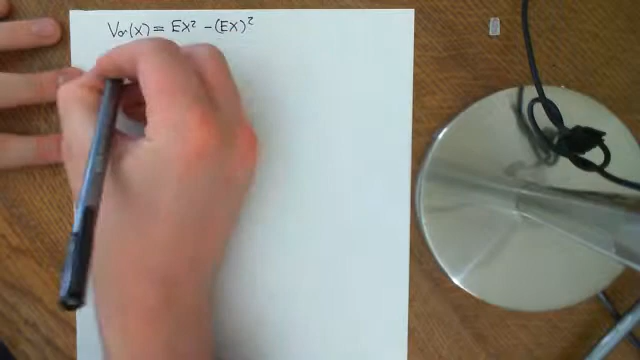 Var(X) = EX² - (EX)²